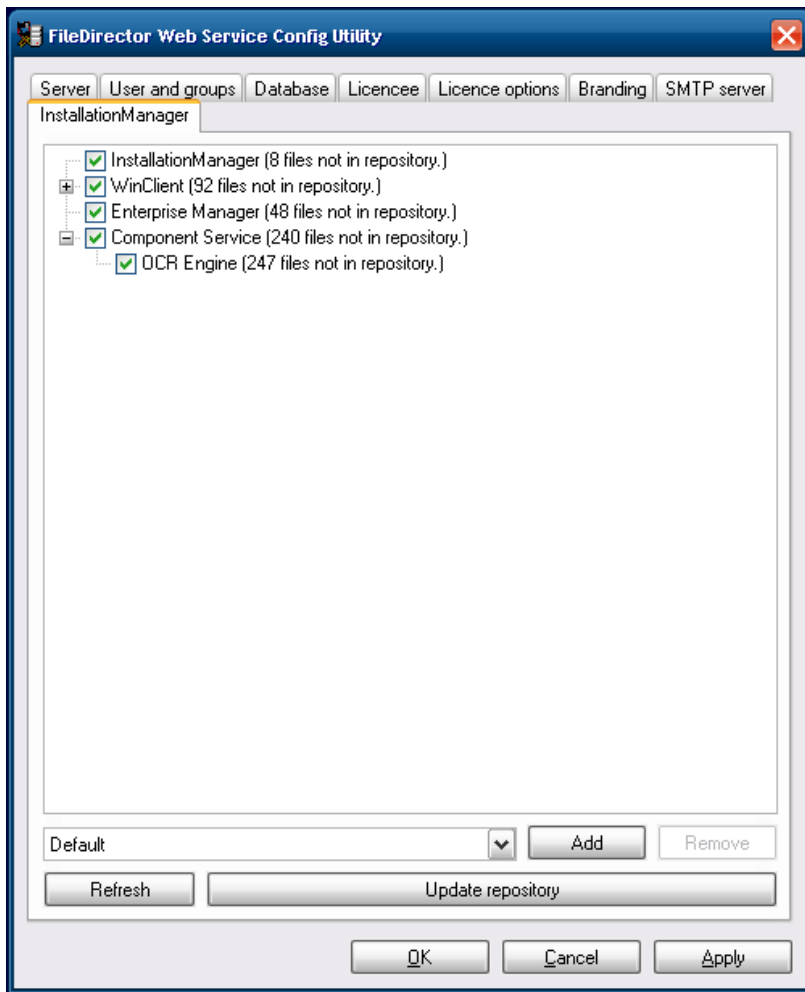 FileDirector Web Service Config Utility
Server User and groups Database Licencee Licence options Branding SMTP server
InstallationManager
InstallationManager (8 files not in repository.)
WinClient (92 files not in repository.)
Enterprise Manager (48 files not in repository.)
Component Service (240 files not in repository.)
OCR Engine (247 files not in repository.)
Default Add Remove
Refresh Update repository
OK Cancel Apply